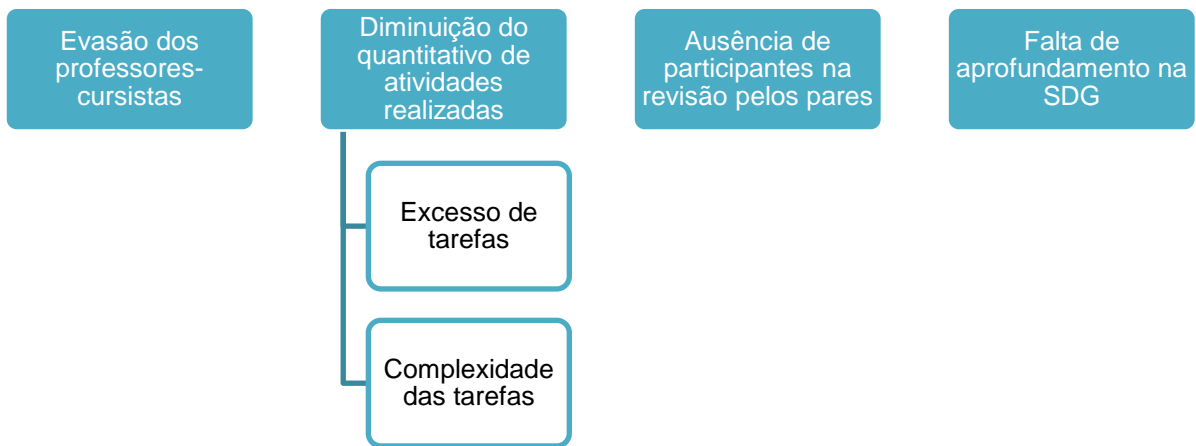 Evasão dos
professores-
cursistas
Diminuição do
quantitativo de
atividades
realizadas
Ausência de
participantes na
revisão pelos pares
Falta de
aprofundamento na
SDG
Excesso de
tarefas
Complexidade
das tarefas